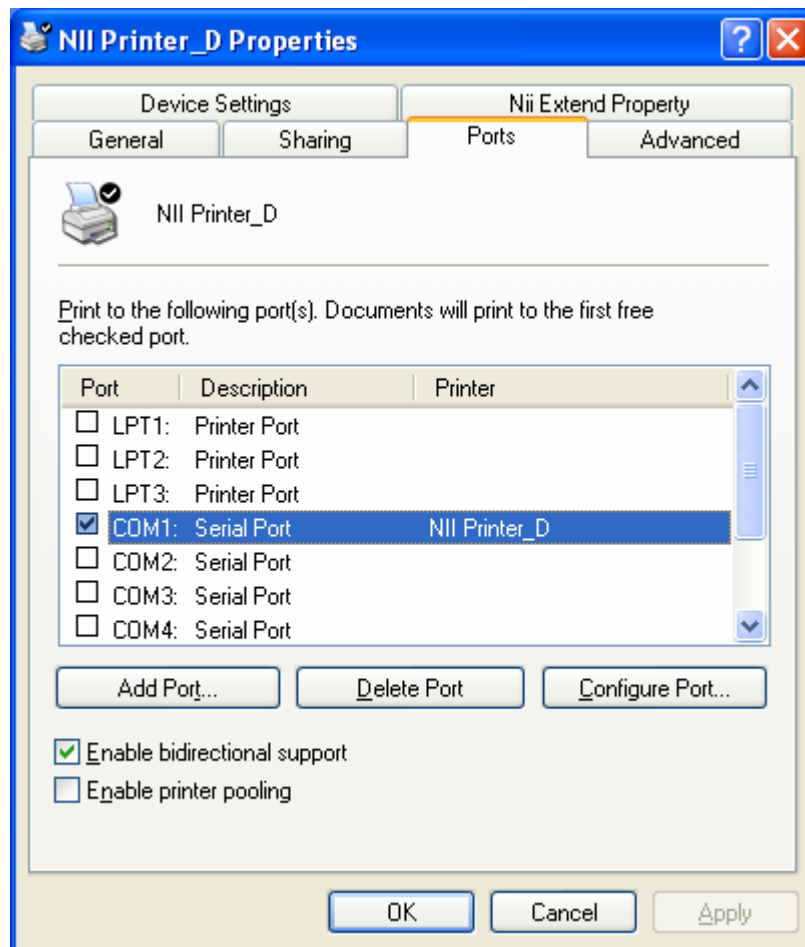 NII Printer_D Properties
Device Settings Nii Extend Property
General Sharing Ports Advanced
NII Printer_D
Print to the following port(s). Documents will print to the first free
checked port.
Port Description Printer
LPT1: Printer Port
LPT2: Printer Port
LPT3: Printer Port
COM1: Serial Port NII Printer_D
COM2: Serial Port
COM3: Serial Port
COM4: Serial Port
Add Port... Delete Port Configure Port...
Enable bidirectional support
Enable printer pooling
OK Cancel Apply